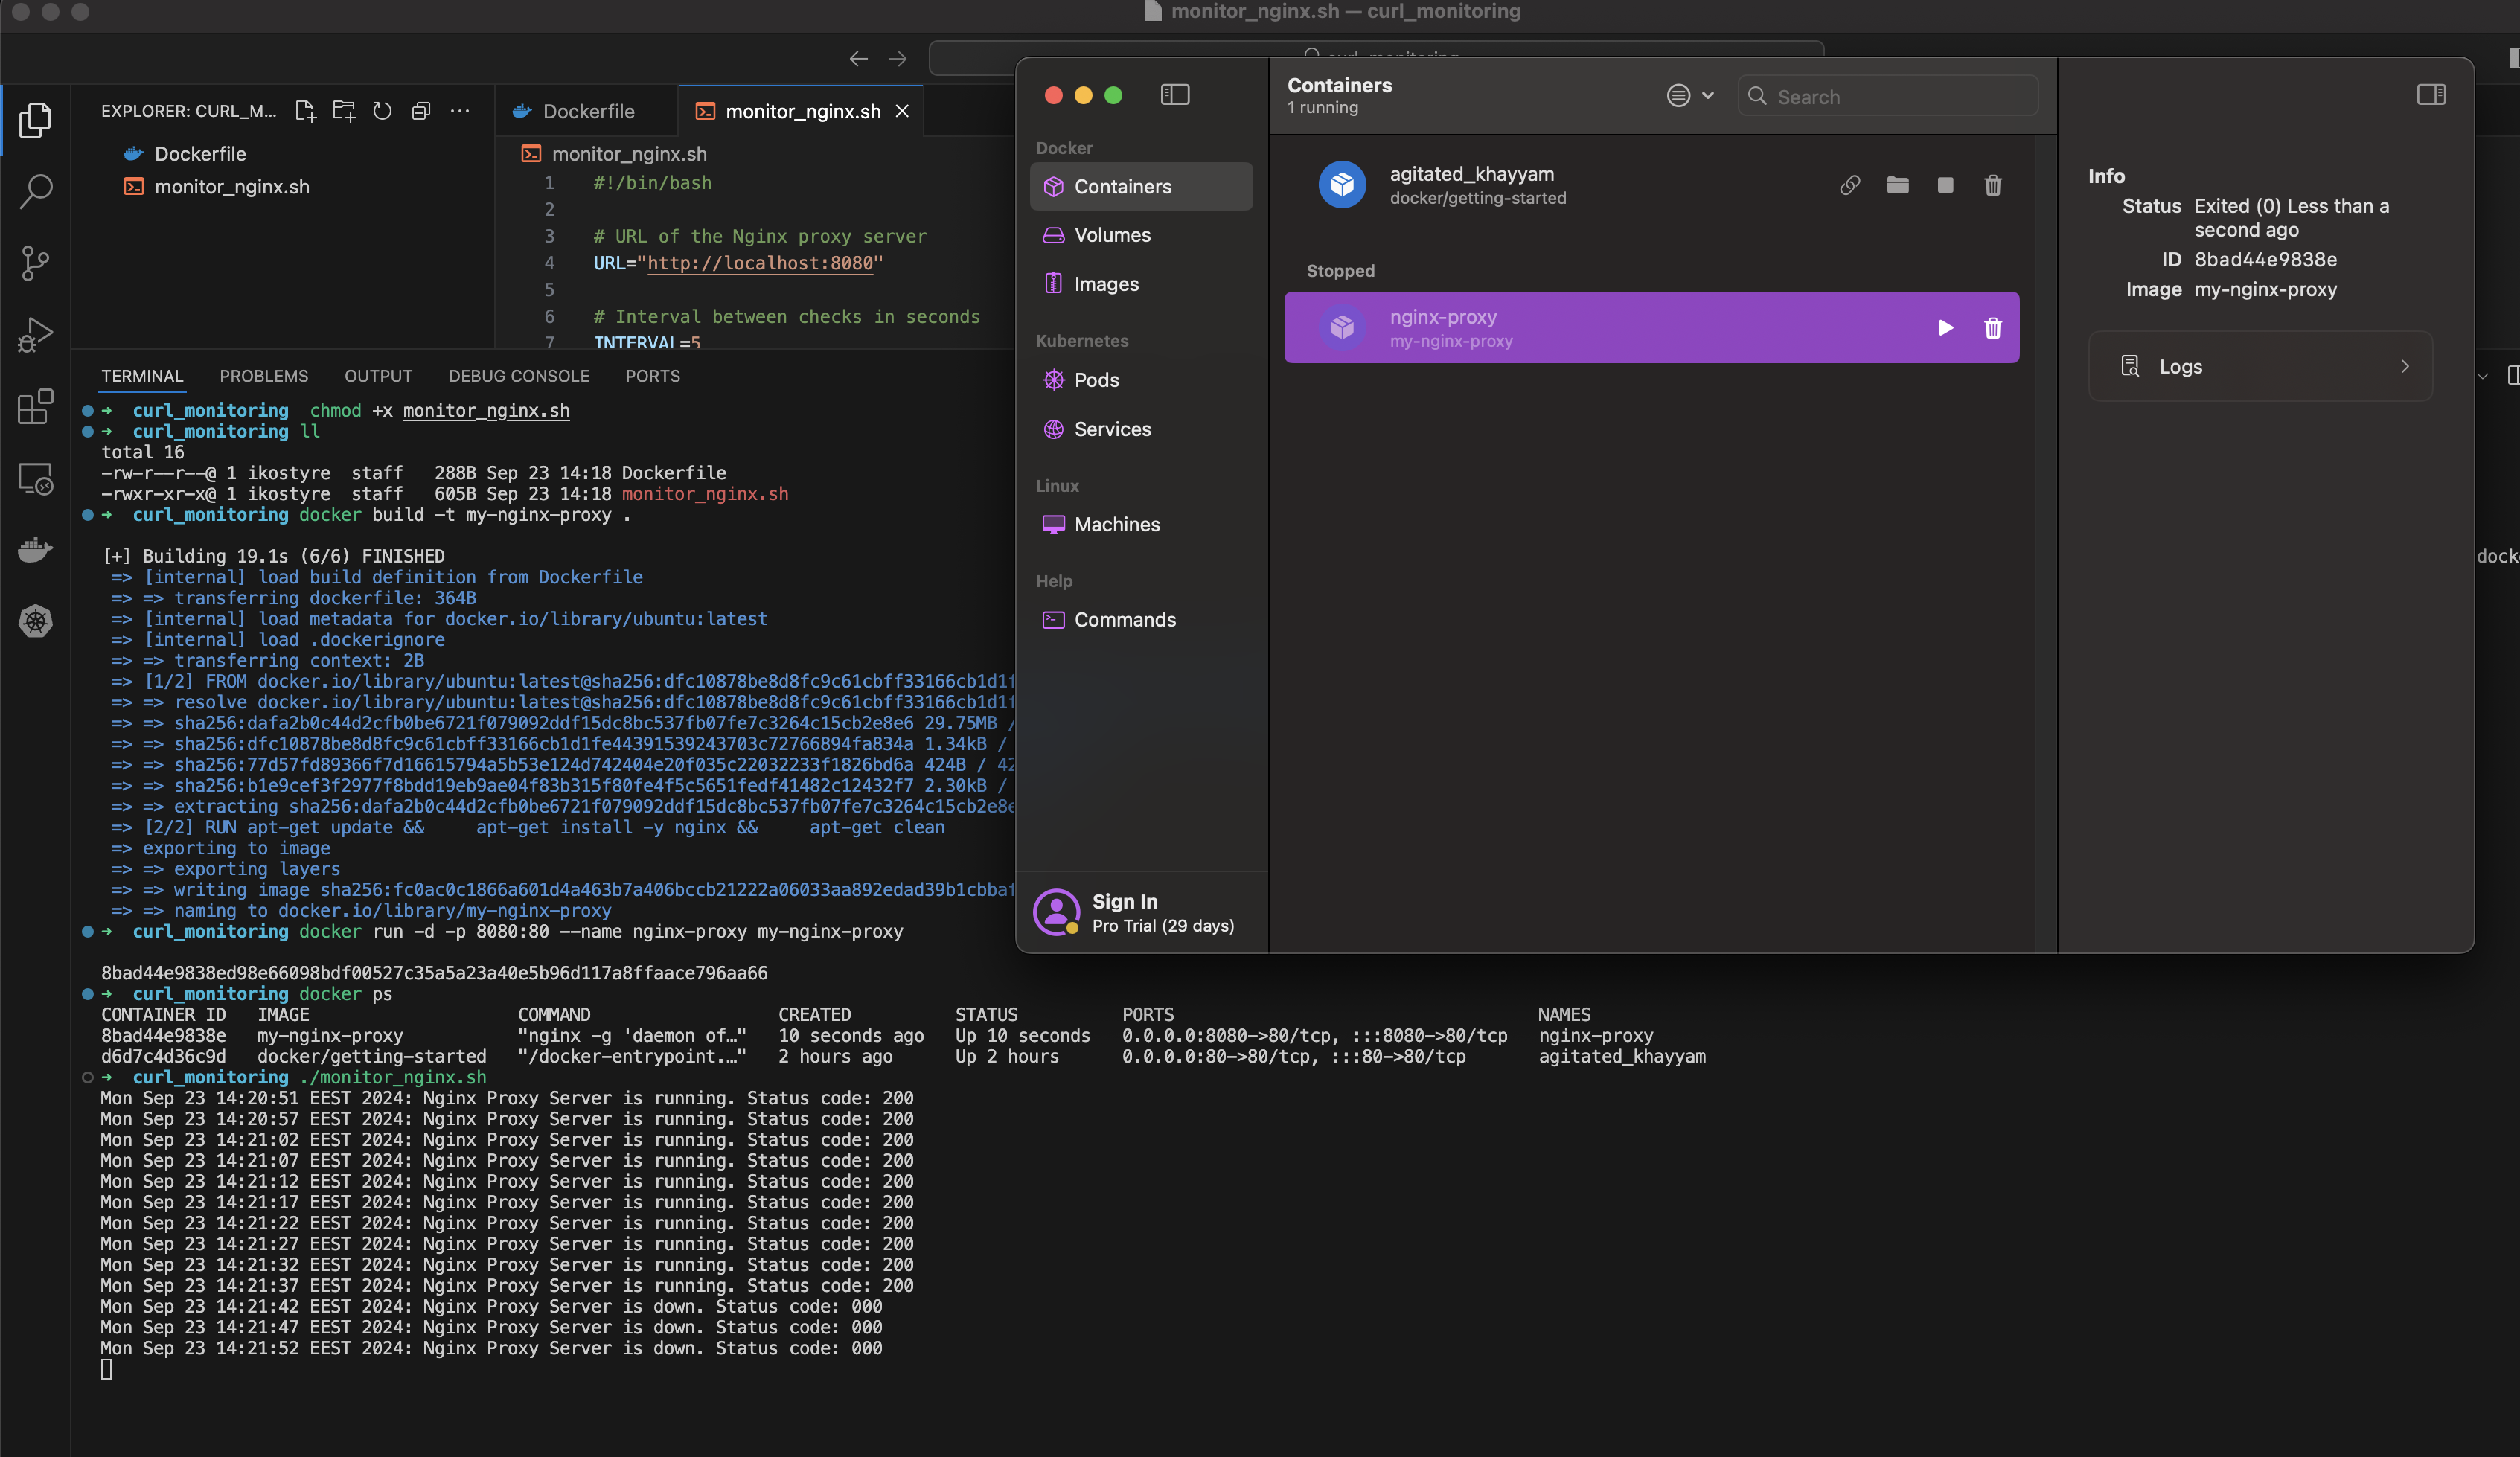 monitor_nginx.sh — curl_monitoring
EXPLORER: CURL_M...
Dockerfile
monitor_nginx.sh
Dockerfile
monitor_nginx.sh
monitor_nginx.sh
1 #!/bin/bash
2
3 # URL of the Nginx proxy server
4 URL="http://localhost:8080"
5
6 # Interval between checks in seconds
7 INTERVAL=5
TERMINAL PROBLEMS OUTPUT DEBUG CONSOLE PORTS
➜ curl_monitoring chmod +x monitor_nginx.sh
➜ curl_monitoring ll
total 16
-rw-r--r--@ 1 ikostyre staff 288B Sep 23 14:18 Dockerfile
-rwxr-xr-x@ 1 ikostyre staff 605B Sep 23 14:18 monitor_nginx.sh
➜ curl_monitoring docker build -t my-nginx-proxy .
[+] Building 19.1s (6/6) FINISHED
=> [internal] load build definition from Dockerfile
=> => transferring dockerfile: 364B
=> [internal] load metadata for docker.io/library/ubuntu:latest
=> [internal] load .dockerignore
=> => transferring context: 2B
=> [1/2] FROM docker.io/library/ubuntu:latest@sha256:dfc10878be8d8fc9c61cbff33166cb1d1f
=> => resolve docker.io/library/ubuntu:latest@sha256:dfc10878be8d8fc9c61cbff33166cb1d1f
=> => sha256:dafa2b0c44d2cfb0be6721f079092ddf15dc8bc537fb07fe7c3264c15cb2e8e6 29.75MB /
=> => sha256:dfc10878be8d8fc9c61cbff33166cb1d1fe44391539243703c72766894fa834a 1.34kB /
=> => sha256:77d57fd89366f7d16615794a5b53e124d742404e20f035c22032233f1826bd6a 424B / 42
=> => sha256:b1e9cef3f2977f8bdd19eb9ae04f83b315f80fe4f5c5651fedf41482c12432f7 2.30kB /
=> => extracting sha256:dafa2b0c44d2cfb0be6721f079092ddf15dc8bc537fb07fe7c3264c15cb2e8e
=> [2/2] RUN apt-get update && apt-get install -y nginx && apt-get clean
=> exporting to image
=> => exporting layers
=> => writing image sha256:fc0ac0c1866a601d4a463b7a406bccb21222a06033aa892edad39b1cbbaf
=> => naming to docker.io/library/my-nginx-proxy
➜ curl_monitoring docker run -d -p 8080:80 --name nginx-proxy my-nginx-proxy
8bad44e9838ed98e66098bdf00527c35a5a23a40e5b96d117a8ffaace796aa66
➜ curl_monitoring docker ps
CONTAINER ID IMAGE COMMAND CREATED STATUS PORTS NAMES
8bad44e9838e my-nginx-proxy "nginx -g 'daemon of…" 10 seconds ago Up 10 seconds 0.0.0.0:8080->80/tcp, :::8080->80/tcp nginx-proxy
d6d7c4d36c9d docker/getting-started "/docker-entrypoint.…" 2 hours ago Up 2 hours 0.0.0.0:80->80/tcp, :::80->80/tcp agitated_khayyam
➜ curl_monitoring ./monitor_nginx.sh
Mon Sep 23 14:20:51 EEST 2024: Nginx Proxy Server is running. Status code: 200
Mon Sep 23 14:20:57 EEST 2024: Nginx Proxy Server is running. Status code: 200
Mon Sep 23 14:21:02 EEST 2024: Nginx Proxy Server is running. Status code: 200
Mon Sep 23 14:21:07 EEST 2024: Nginx Proxy Server is running. Status code: 200
Mon Sep 23 14:21:12 EEST 2024: Nginx Proxy Server is running. Status code: 200
Mon Sep 23 14:21:17 EEST 2024: Nginx Proxy Server is running. Status code: 200
Mon Sep 23 14:21:22 EEST 2024: Nginx Proxy Server is running. Status code: 200
Mon Sep 23 14:21:27 EEST 2024: Nginx Proxy Server is running. Status code: 200
Mon Sep 23 14:21:32 EEST 2024: Nginx Proxy Server is running. Status code: 200
Mon Sep 23 14:21:37 EEST 2024: Nginx Proxy Server is running. Status code: 200
Mon Sep 23 14:21:42 EEST 2024: Nginx Proxy Server is down. Status code: 000
Mon Sep 23 14:21:47 EEST 2024: Nginx Proxy Server is down. Status code: 000
Mon Sep 23 14:21:52 EEST 2024: Nginx Proxy Server is down. Status code: 000
Docker
Containers
Volumes
Images
Kubernetes
Pods
Services
Linux
Machines
Help
Commands
Sign In
Pro Trial (29 days)
Containers
1 running
Search
agitated_khayyam
docker/getting-started
Stopped
nginx-proxy
my-nginx-proxy
Info
Status Exited (0) Less than a
second ago
ID 8bad44e9838e
Image my-nginx-proxy
Logs
dock